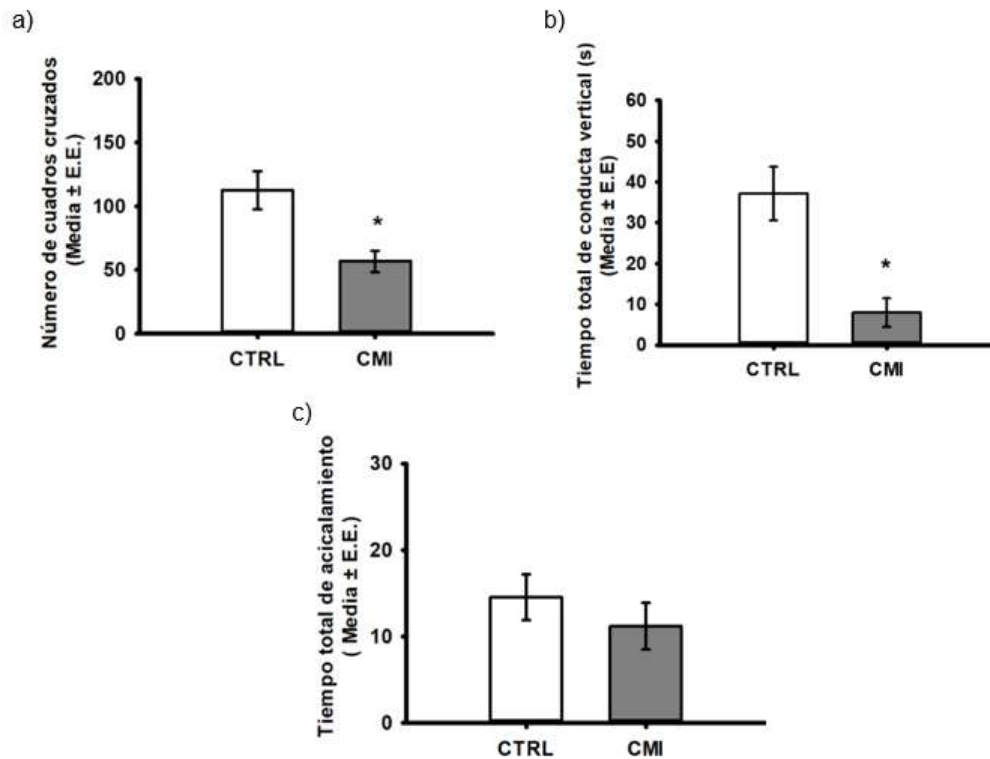 a)
Número de cuadros cruzados
(Media ± E.E.)
200
150
100
50
0
*
CTRL CMI
b)
Tiempo total de conducta vertical (s)
(Media ± E.E)
60
50
40
30
20
10
0
*
CTRL CMI
c)
Tiempo total de acicalamiento
( Media ± E.E.)
30
20
10
0
CTRL CMI